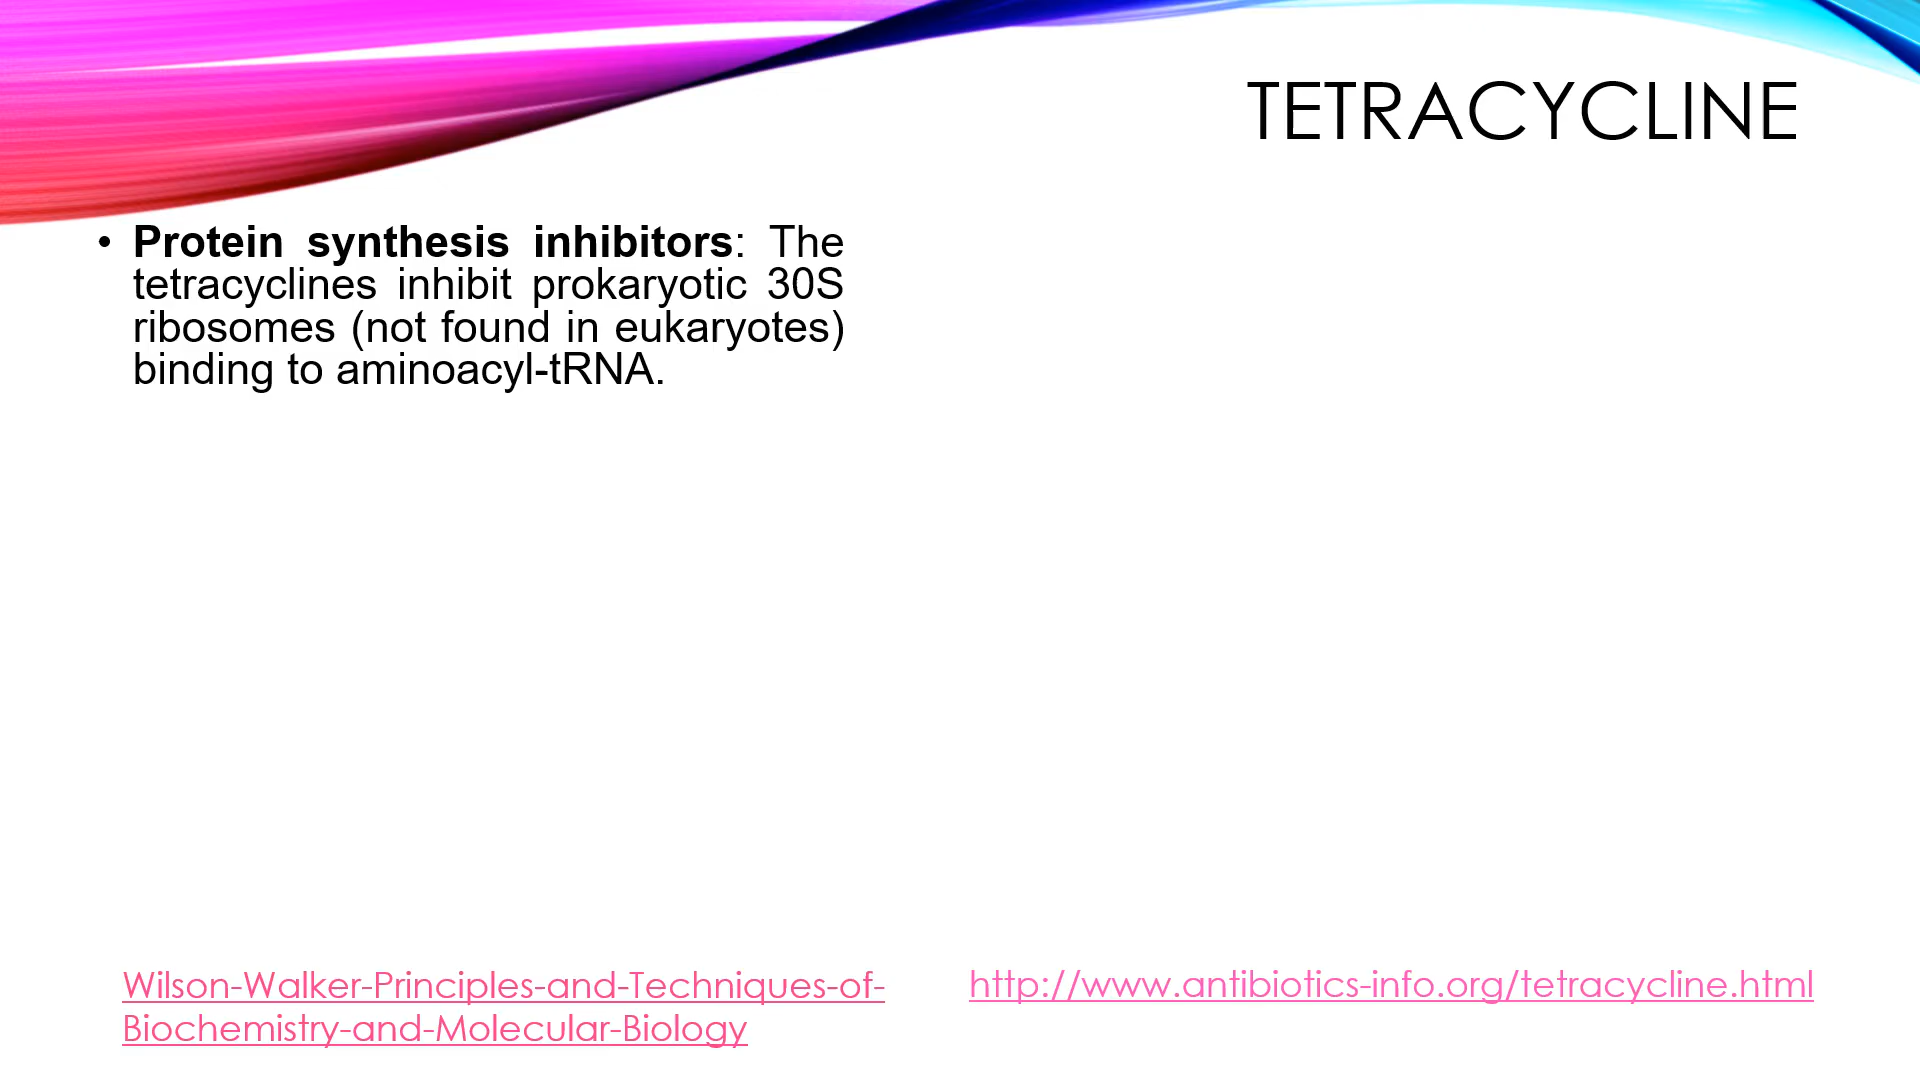 TETRACYCLINE
• Protein synthesis inhibitors: The
tetracyclines inhibit prokaryotic 30S
ribosomes (not found in eukaryotes)
binding to aminoacyl-tRNA.
Wilson-Walker-Principles-and-Techniques-of-
Biochemistry-and-Molecular-Biology
http://www.antibiotics-info.org/tetracycline.html